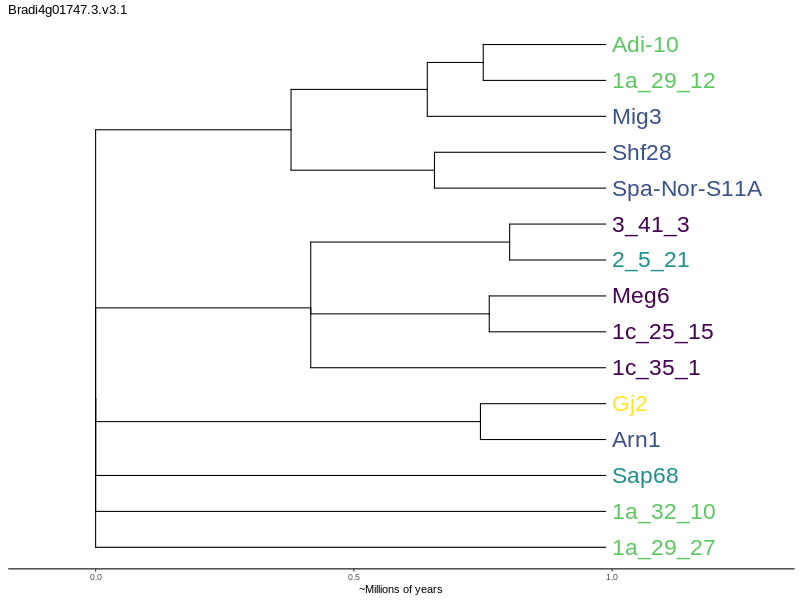 Bradi4g01747.3.v3.1
Adi-10
1a_29_12
Mig3
Shf28
Spa-Nor-S11A
3_41_3
2_5_21
Meg6
1c_25_15
1c_35_1
Gj2
Arn1
Sap68
1a_32_10
1a_29_27
0.0 0.5 1.0
~Millions of years